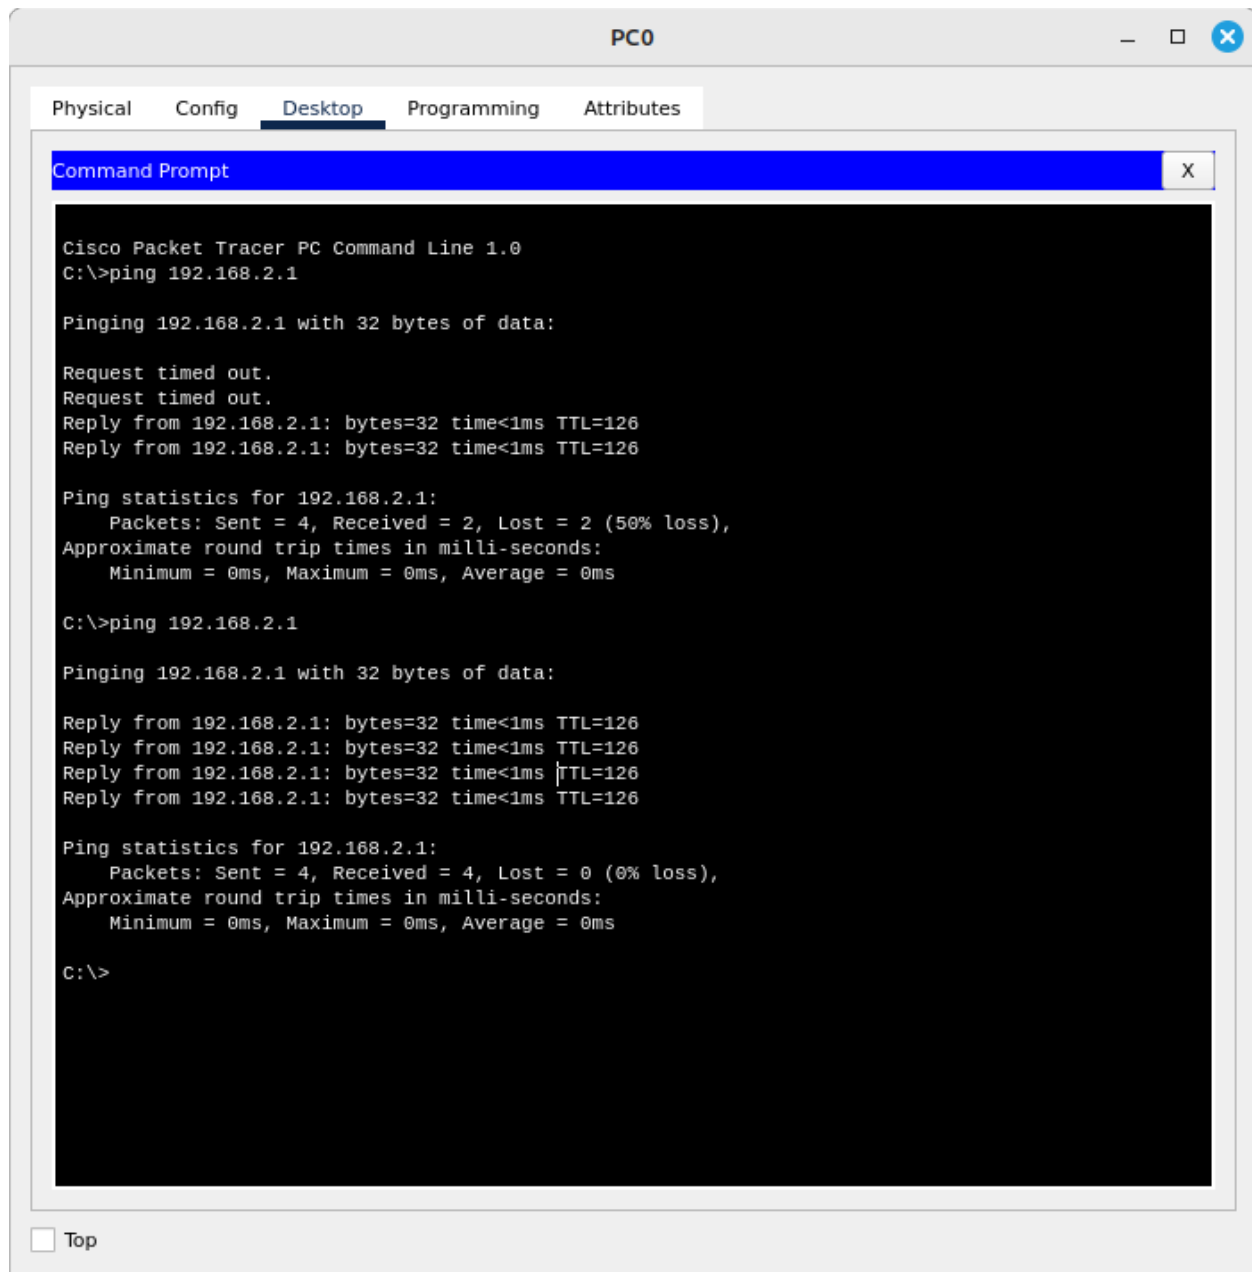 PC0
Physical Config Desktop Programming Attributes
Command Prompt
X
Cisco Packet Tracer PC Command Line 1.0
C:\>ping 192.168.2.1
Pinging 192.168.2.1 with 32 bytes of data:
Request timed out.
Request timed out.
Reply from 192.168.2.1: bytes=32 time<1ms TTL=126
Reply from 192.168.2.1: bytes=32 time<1ms TTL=126
Ping statistics for 192.168.2.1:
    Packets: Sent = 4, Received = 2, Lost = 2 (50% loss),
Approximate round trip times in milli-seconds:
    Minimum = 0ms, Maximum = 0ms, Average = 0ms
C:\>ping 192.168.2.1
Pinging 192.168.2.1 with 32 bytes of data:
Reply from 192.168.2.1: bytes=32 time<1ms TTL=126
Reply from 192.168.2.1: bytes=32 time<1ms TTL=126
Reply from 192.168.2.1: bytes=32 time<1ms TTL=126
Reply from 192.168.2.1: bytes=32 time<1ms TTL=126
Ping statistics for 192.168.2.1:
    Packets: Sent = 4, Received = 4, Lost = 0 (0% loss),
Approximate round trip times in milli-seconds:
    Minimum = 0ms, Maximum = 0ms, Average = 0ms
C:\>
Top